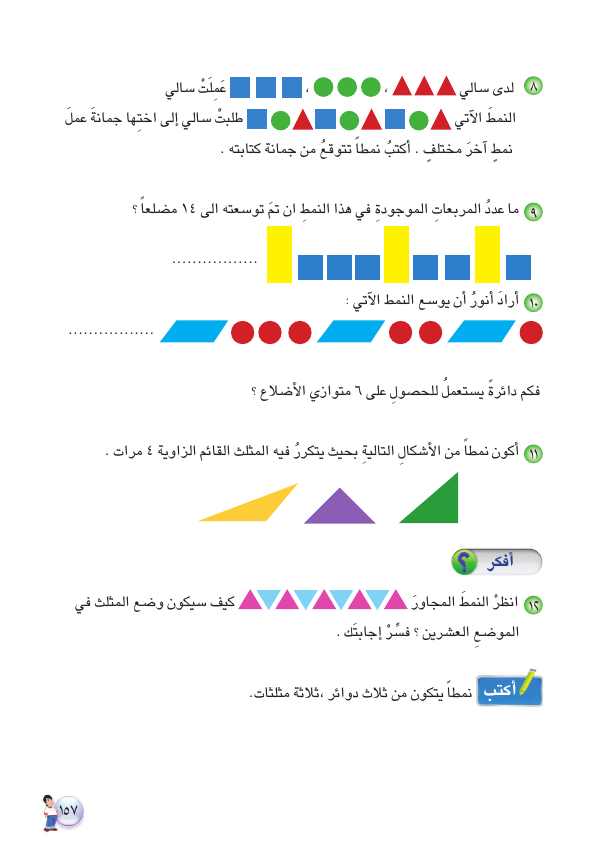 ٨ لدى سالي ، ، عَمِلَتْ سالي
النمطَ الآتي طلبتْ سالي إلى اختِها جمانةَ عملَ
نمطٍ آخرَ مختلفٍ . أكتبُ نمطاً تتوقعُ من جمانة كتابته .
٩ ما عددُ المربعاتِ الموجودةِ في هذا النمطِ ان تمَ توسعته الى ١٤ مضلعاً ؟
.................
١٠ أرادَ أنورُ أن يوسع النمط الآتي :
.................
فكم دائرةً يستعملُ للحصولِ على ٦ متوازي الأضلاع ؟
١١ أكون نمطاً من الأشكالِ التاليةِ بحيث يتكررُ فيه المثلث القائم الزاوية ٤ مرات .
أفكر ؟
١٢ انظرْ النمطَ المجاورَ كيف سيكون وضع المثلث في
الموضعِ العشرين ؟ فسِّرْ إجابتَك .
أكتب نمطاً يتكون من ثلاث دوائر ،ثلاثة مثلثات.
١٥٧